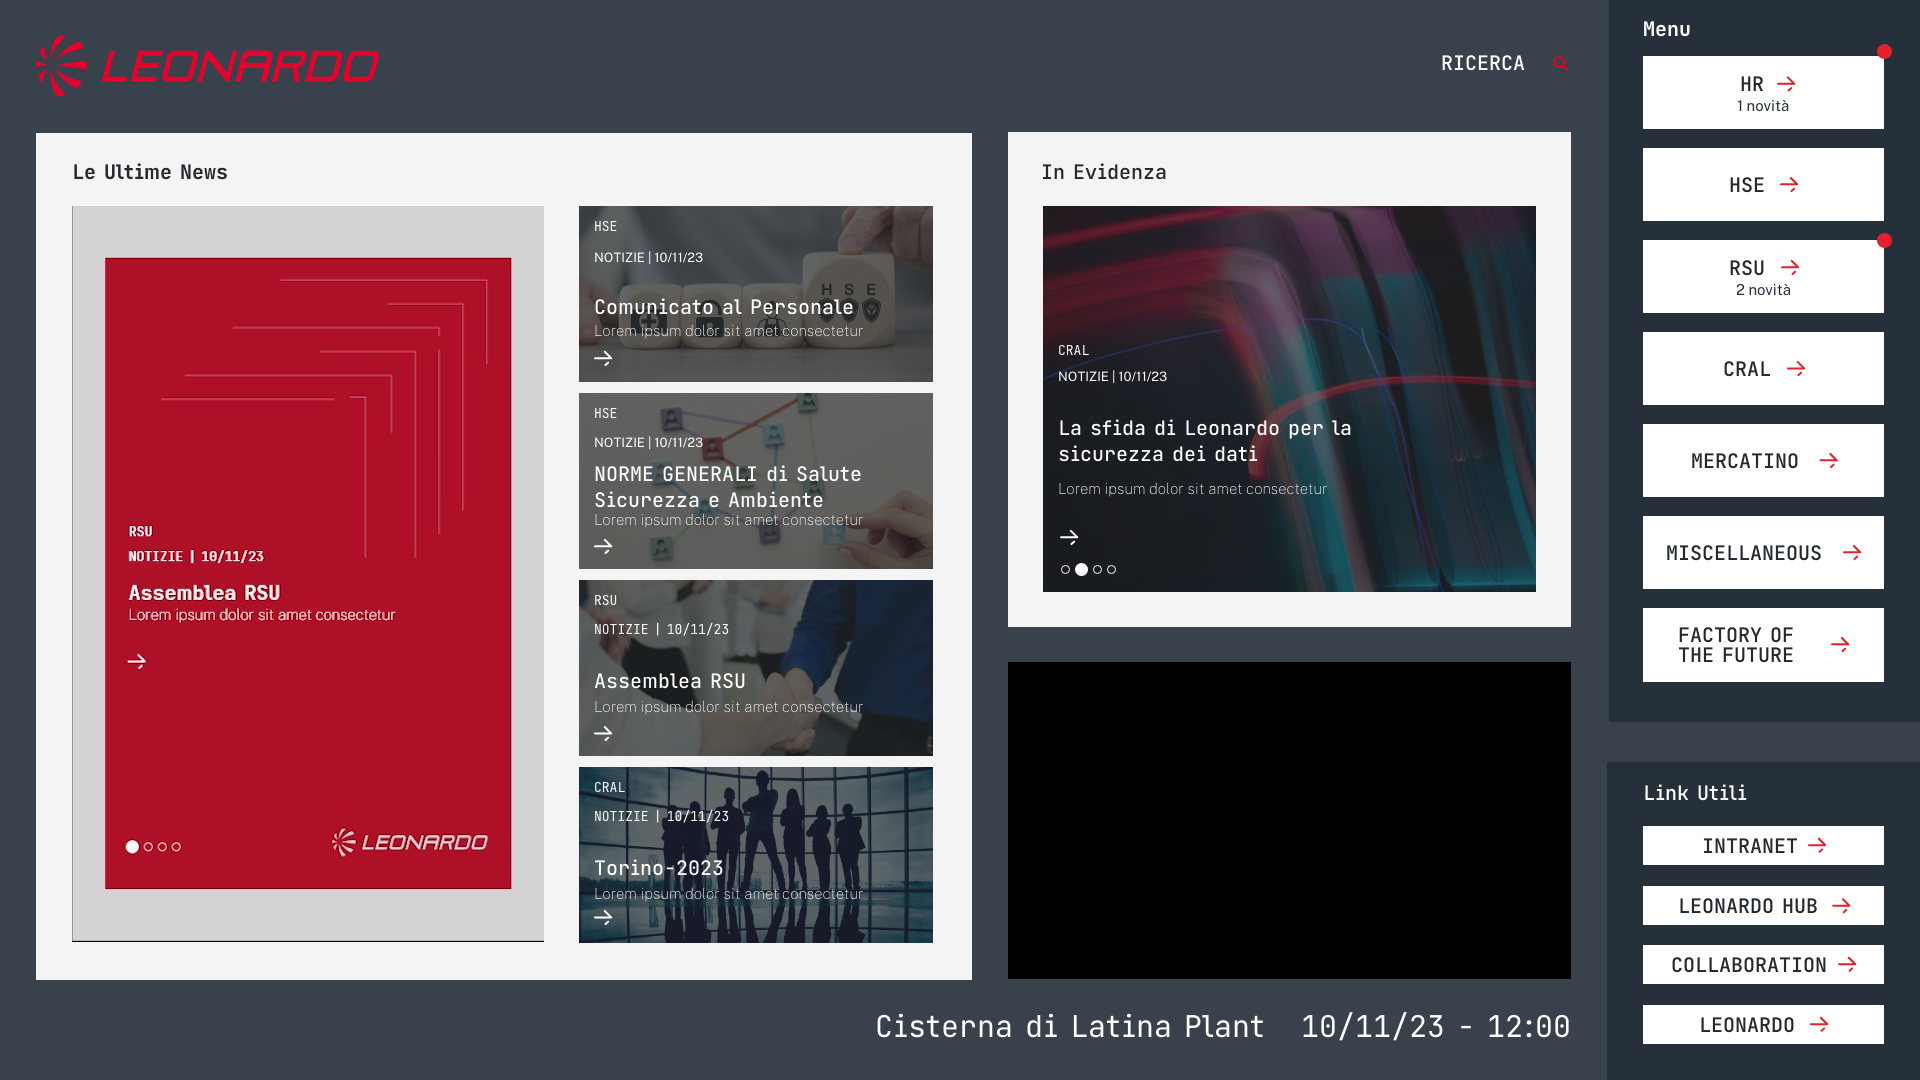 LEONARDO
RICERCA
Le Ultime News
RSU
NOTIZIE | 10/11/23
Assemblea RSU
Lorem ipsum dolor sit amet consectetur
LEONARDO
HSE
NOTIZIE | 10/11/23
H S E
Comunicato al Personale
Lorem ipsum dolor sit amet consectetur
HSE
NOTIZIE | 10/11/23
NORME GENERALI di Salute
Sicurezza e Ambiente
Lorem ipsum dolor sit amet consectetur
RSU
NOTIZIE | 10/11/23
Assemblea RSU
Lorem ipsum dolor sit amet consectetur
CRAL
NOTIZIE | 10/11/23
Torino-2023
Lorem ipsum dolor sit amet consectetur
In Evidenza
CRAL
NOTIZIE | 10/11/23
La sfida di Leonardo per la
sicurezza dei dati
Lorem ipsum dolor sit amet consectetur
Cisterna di Latina Plant 10/11/23 - 12:00
Menu
HR
1 novità
HSE
RSU
2 novità
CRAL
MERCATINO
MISCELLANEOUS
FACTORY OF
THE FUTURE
Link Utili
INTRANET
LEONARDO HUB
COLLABORATION
LEONARDO